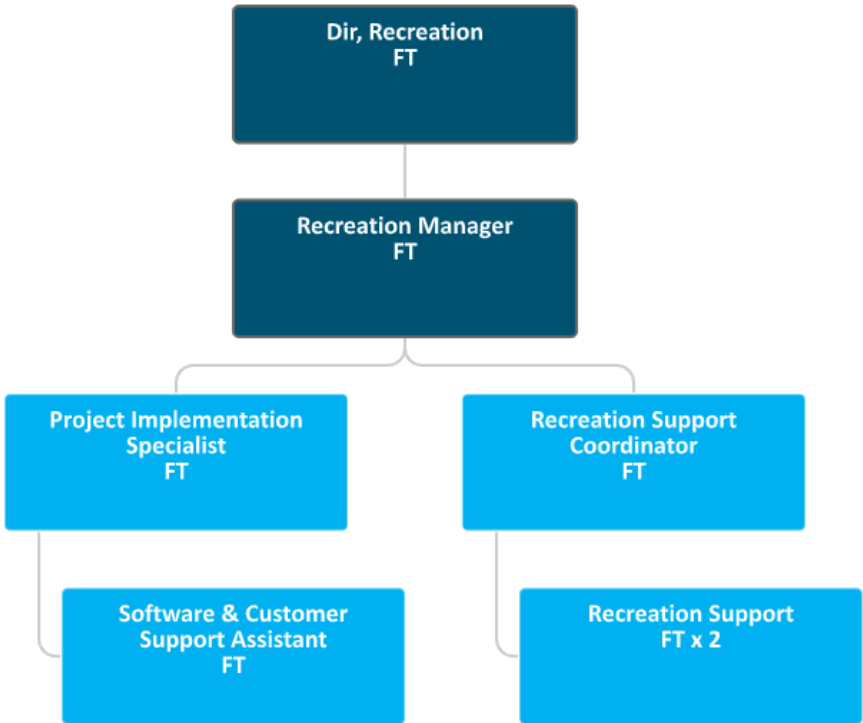 Dir, Recreation
FT
Recreation Manager
FT
Project Implementation
Specialist
FT
Recreation Support
Coordinator
FT
Software & Customer
Support Assistant
FT
Recreation Support
FT x 2